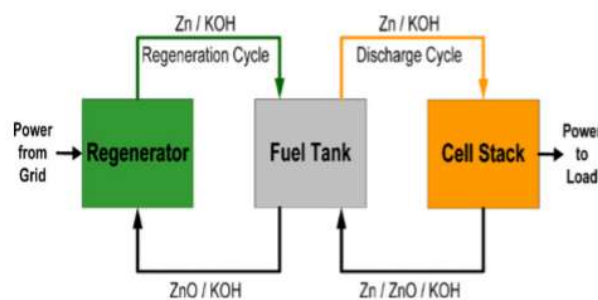 Zn / KOH
Regeneration Cycle
Zn / KOH
Discharge Cycle
Power
from
Grid
Regenerator
Fuel Tank
Cell Stack
Power
to
Load
ZnO / KOH
Zn / ZnO / KOH